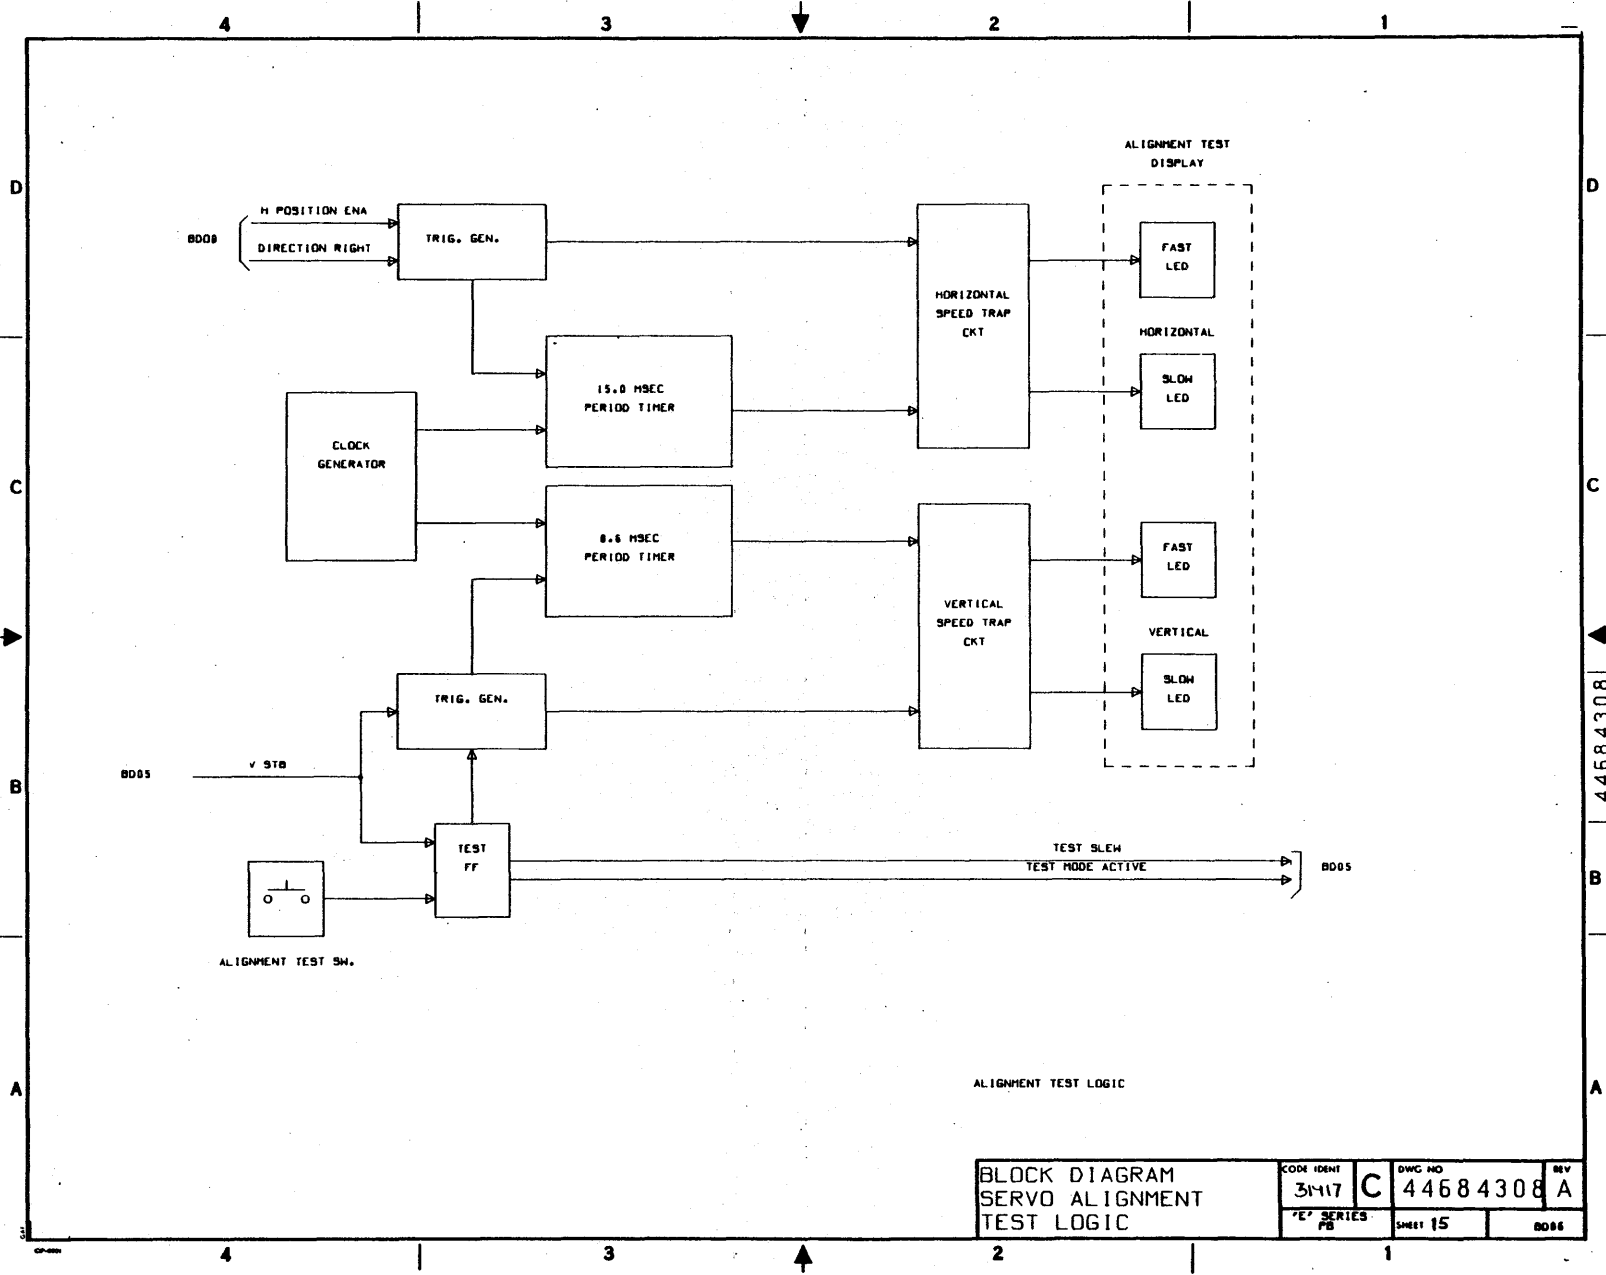 4 3 2 1
ALIGNMENT TEST
DISPLAY
D D
H POSITION ENA
BD08
DIRECTION RIGHT
TRIG. GEN.
FAST
LED
HORIZONTAL
SPEED TRAP
CKT
HORIZONTAL
15.0 MSEC
PERIOD TIMER
SLOW
LED
CLOCK
GENERATOR
C C
8.6 MSEC
PERIOD TIMER
FAST
LED
VERTICAL
SPEED TRAP
CKT
VERTICAL
TRIG. GEN.
SLOW
LED
44684308
V STB
BD05
B
TEST
FF
TEST SLEW
TEST MODE ACTIVE
BD05
B
ALIGNMENT TEST SW.
ALIGNMENT TEST LOGIC
A A
BLOCK DIAGRAM
SERVO ALIGNMENT
TEST LOGIC
CODE IDENT
31417
C
DWG NO
44684308
REV
A
'E' SERIES
PB
SHEET 15
BD06
4 3 2 1